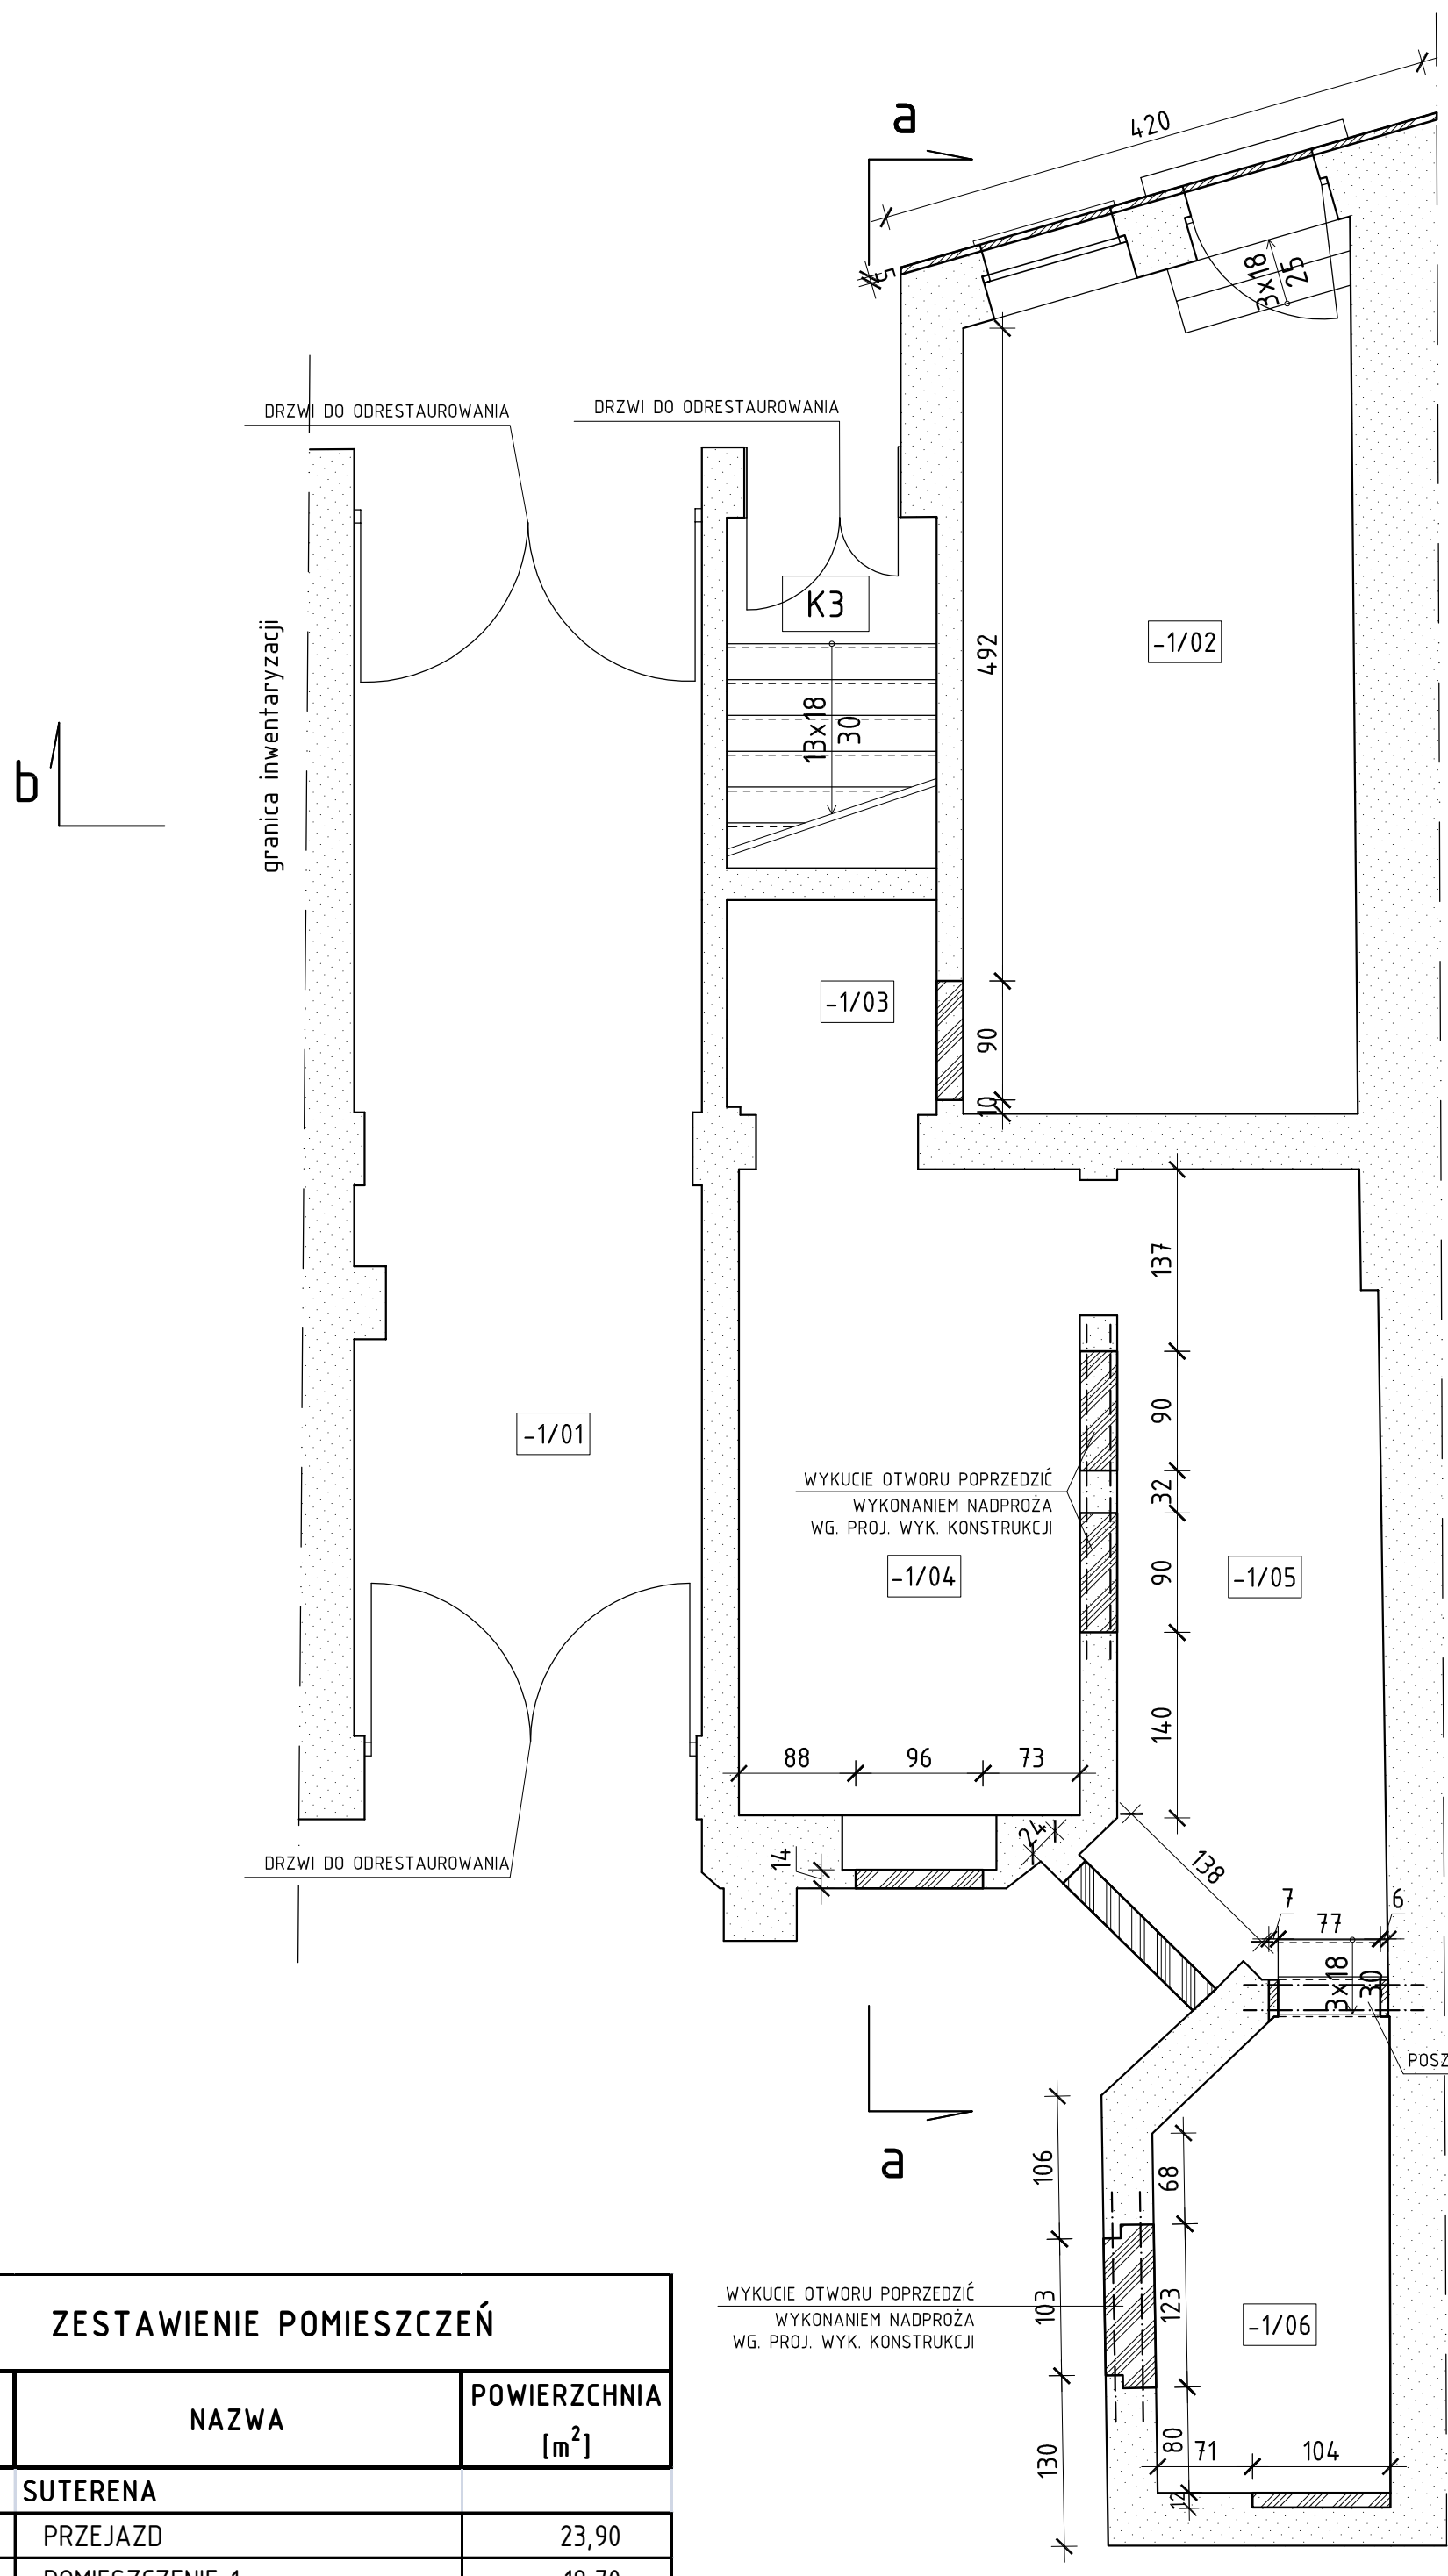 a
420
5
3x18
25
DRZWI DO ODRESTAUROWANIA
DRZWI DO ODRESTAUROWANIA
K3
granica inwentaryzacji
-1/02
492
13x18
30
b
-1/03
90
10
137
-1/01
90
WYKUCIE OTWORU POPRZEDZIĆ
WYKONANIEM NADPROŻA
WG. PROJ. WYK. KONSTRUKCJI
32
-1/04
90
-1/05
140
88
96
73
24
14
138
DRZWI DO ODRESTAUROWANIA
7
77
6
3x18
30
POSZ
a
106
68
WYKUCIE OTWORU POPRZEDZIĆ
WYKONANIEM NADPROŻA
WG. PROJ. WYK. KONSTRUKCJI
103
123
-1/06
130
80
71
104
12
ZESTAWIENIE POMIESZCZEŃ
NAZWA
POWIERZCHNIA
[m²]
SUTERENA
PRZEJAZD
23,90